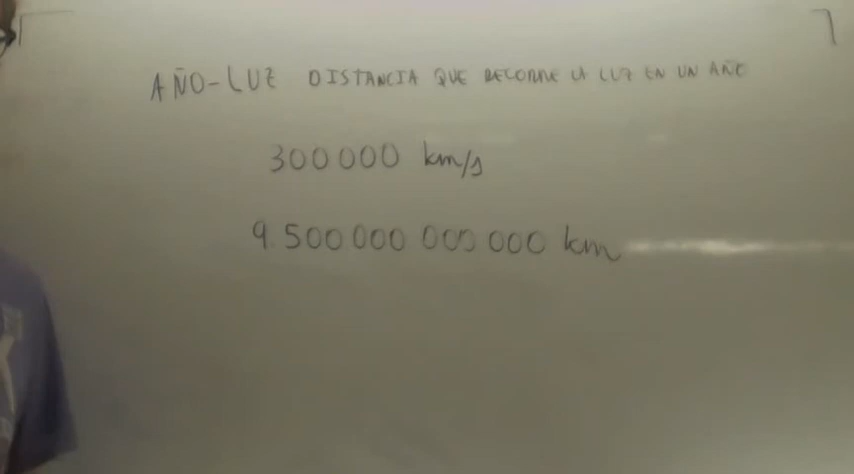 AÑO-LUZ DISTANCIA QUE RECORRE LA LUZ EN UN AÑO
300 000 km/s
9.500 000 000 000 km